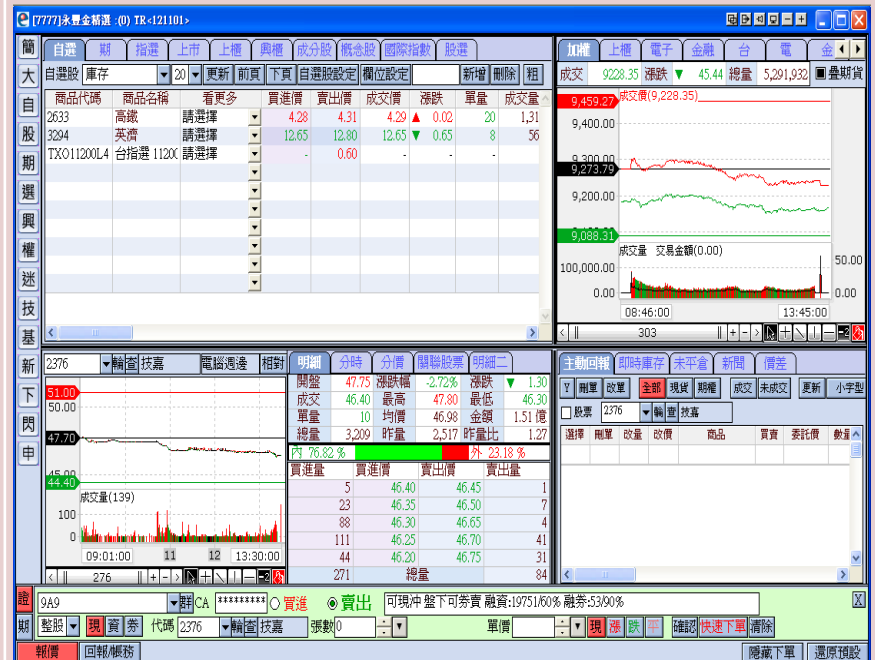 [7777]永豐金精選 :(0) TR<121101>
簡 大 自 股 期 選 興 權 迷 技 基 新 下 閃 申
自選 期 指選 上市 上櫃 興櫃 成分股 概念股 國際指數 股選
自選股 庫存 20 更新 前頁 下頁 自選股設定 欄位設定 新增 刪除 粗
商品代碼 商品名稱 看更多 買進價 賣出價 成交價 漲跌 單量 成交量
2633 高鐵 請選擇 4.28 4.31 4.29 ▲ 0.02 20 1,31
3294 英濟 請選擇 12.65 12.80 12.65 ▼ 0.65 8 56
TXO11200L4 台指選 11200 請選擇 - 0.60 - - -
加權 上櫃 電子 金融 台 電 金
成交 9228.35 漲跌 ▼ 45.44 總量 5,291,932 疊期貨
成交價(9,228.35)
9,459.27
9,400.00
9,300.00
9,273.79
9,200.00
9,088.31
成交量 交易金額(0.00)
100,000.00 50.00
0.00 0.00
08:46:00 13:45:00
303
2376 輪 查 技嘉 電腦週邊 相對
51.00
50.00
47.70
45.00
44.40
成交量(139)
100
0
09:01:00 11 12 13:30:00
276
明細 分時 分價 關聯股票 明細二
開盤 47.75 漲跌幅 -2.72% 漲跌 ▼ 1.30
成交 46.40 最高 47.80 最低 46.30
單量 10 均價 46.98 金額 1.51億
總量 3,209 昨量 2,517 昨量比 1.27
內 76.82 % 外 23.18 %
買進量 買進價 賣出價 賣出量
5 46.40 46.45 1
23 46.35 46.50 7
88 46.30 46.65 4
111 46.25 46.70 41
44 46.20 46.75 31
271 總量 84
主動回報 即時庫存 未平倉 新聞 價差
Y 刪單 改單 全部 現貨 期權 成交 未成交 更新 小字型
股票 2376 輪 查 技嘉
選擇 刪單 改量 改價 商品 買賣 委託價 數量
證 9A9 群 CA ********* 買進 賣出 可現沖 盤下可券賣 融資:19751/60% 融券:53/90% X
期 整股 現 資 券 代碼 2376 輪 查 技嘉 張數 0 單價 現 漲 跌 平 確認 快速下單 清除
報價 回報/帳務 隱藏下單 還原預設